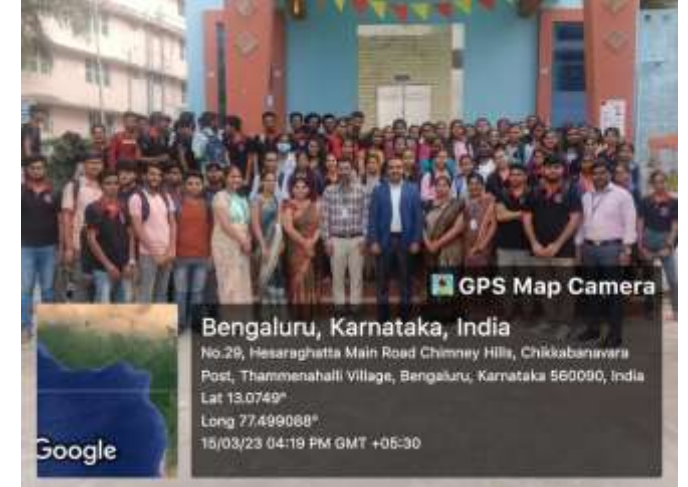 GPS Map Camera
Bengaluru, Karnataka, India
No.29, Hesaraghatta Main Road Chimney Hills, Chikkabanavara
Post, Thammenahalli Village, Bengaluru, Karnataka 560090, India
Lat 13.0749°
Long 77.499088°
15/03/23 04:19 PM GMT +05:30
Google